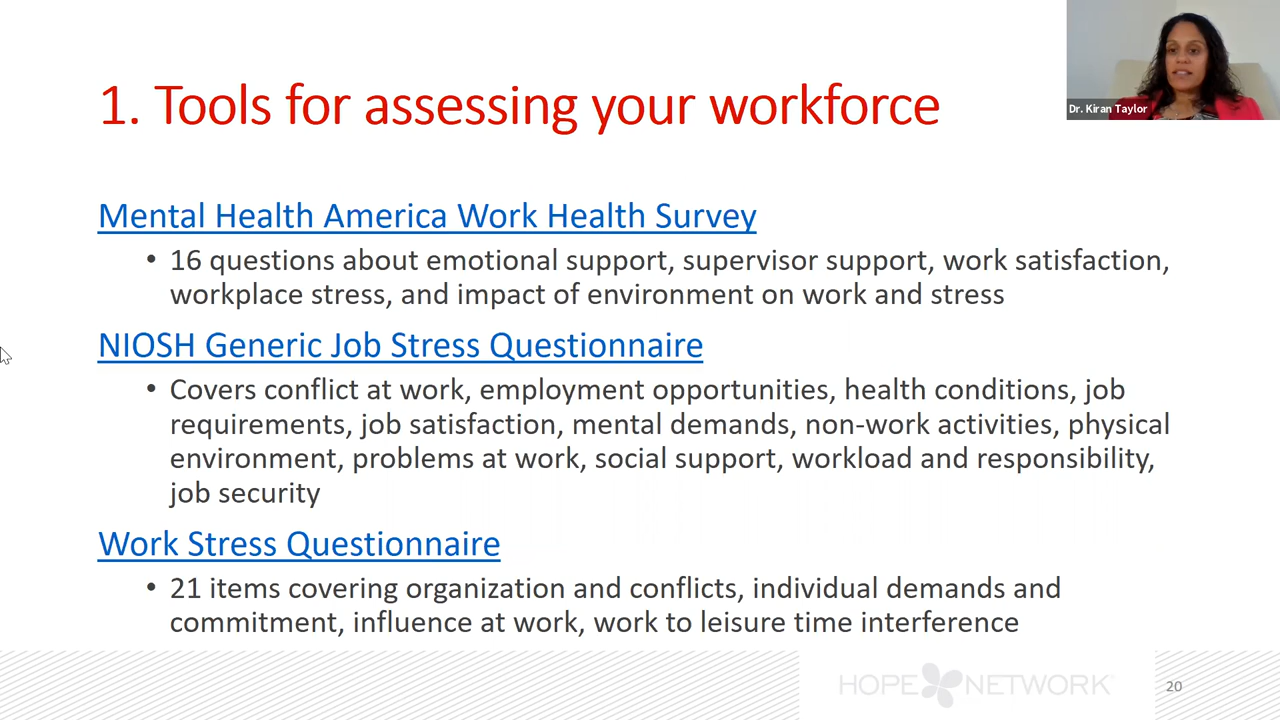 1. Tools for assessing your workforce
Dr. Kiran Taylor
Mental Health America Work Health Survey
• 16 questions about emotional support, supervisor support, work satisfaction,
workplace stress, and impact of environment on work and stress
NIOSH Generic Job Stress Questionnaire
• Covers conflict at work, employment opportunities, health conditions, job
requirements, job satisfaction, mental demands, non-work activities, physical
environment, problems at work, social support, workload and responsibility,
job security
Work Stress Questionnaire
• 21 items covering organization and conflicts, individual demands and
commitment, influence at work, work to leisure time interference
HOPE NETWORK
20